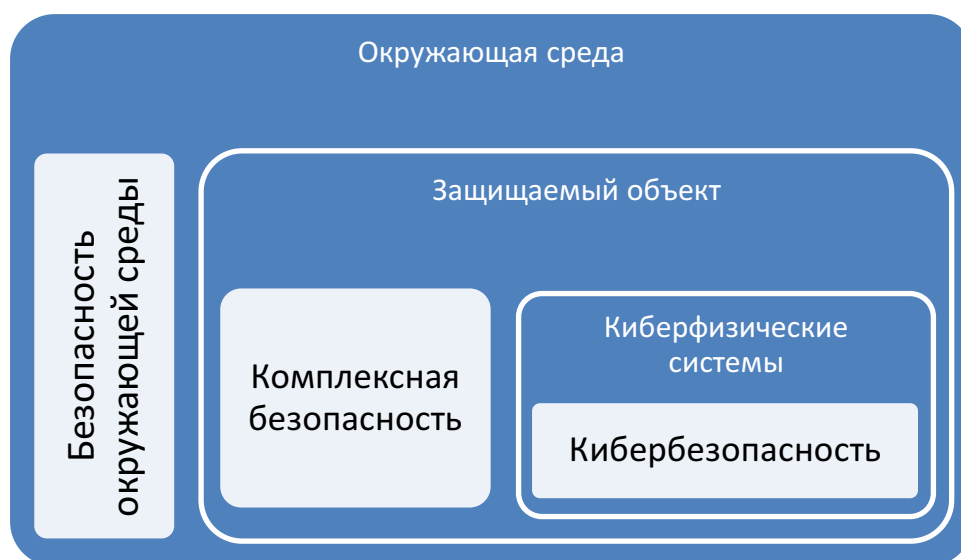 Окружающая среда
Безопасность
окружающей среды
Защищаемый объект
Комплексная
безопасность
Киберфизические
системы
Кибербезопасность